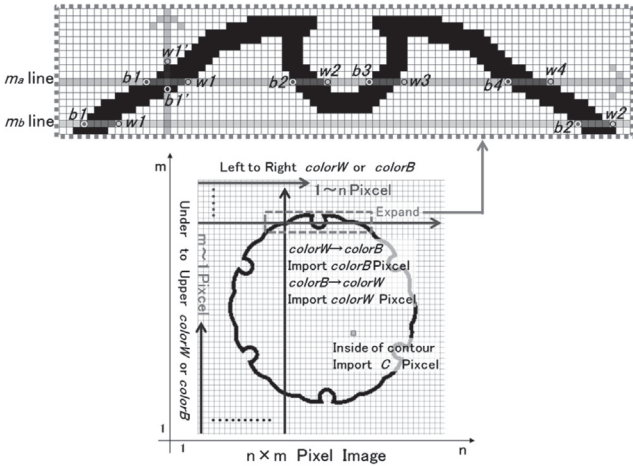 w1'
ma line
b1
w1
b2
w2
b3
w3
b4
w4
b1'
mb line
b1
w1
b2
w2
m
Left to Right colorW or colorB
1～n Pixcel
Expand
Under to Upper colorW or colorB
m～1 Pixcel
colorW→colorB
Import colorB Pixcel
colorB→colorW
Import colorW Pixcel
Inside of contour
Import C Pixcel
1
1
n×m Pixel Image
n